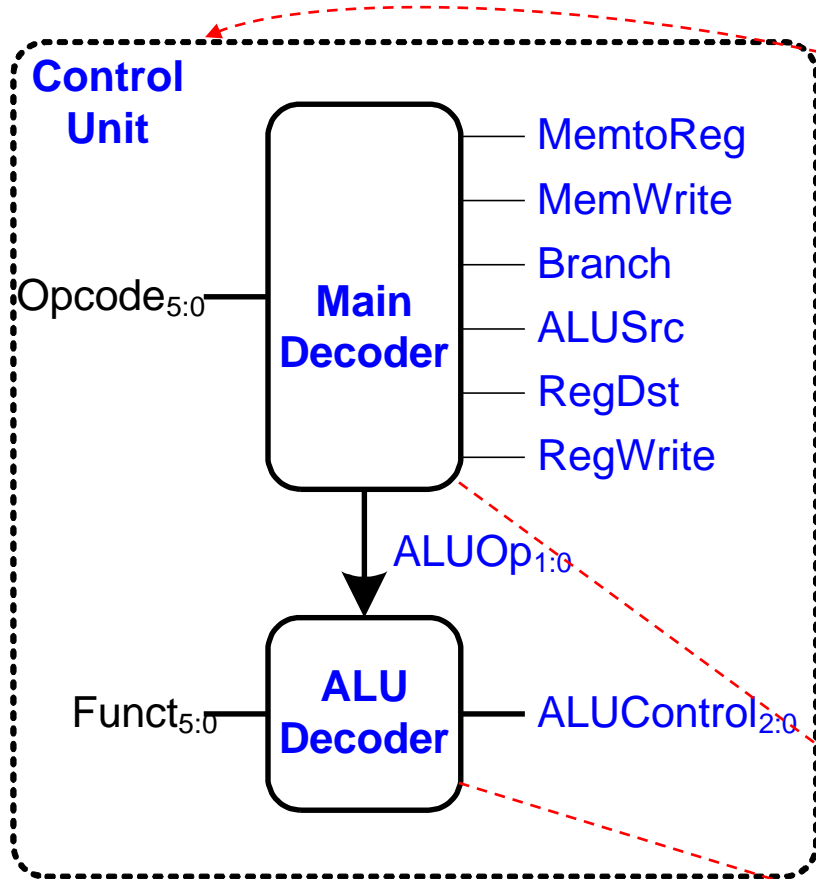 Control
Unit
MemtoReg
MemWrite
Branch
Opcode5:0
Main
Decoder
ALUSrc
RegDst
RegWrite
ALUOp1:0
ALU
Decoder
Funct5:0
ALUControl2:0